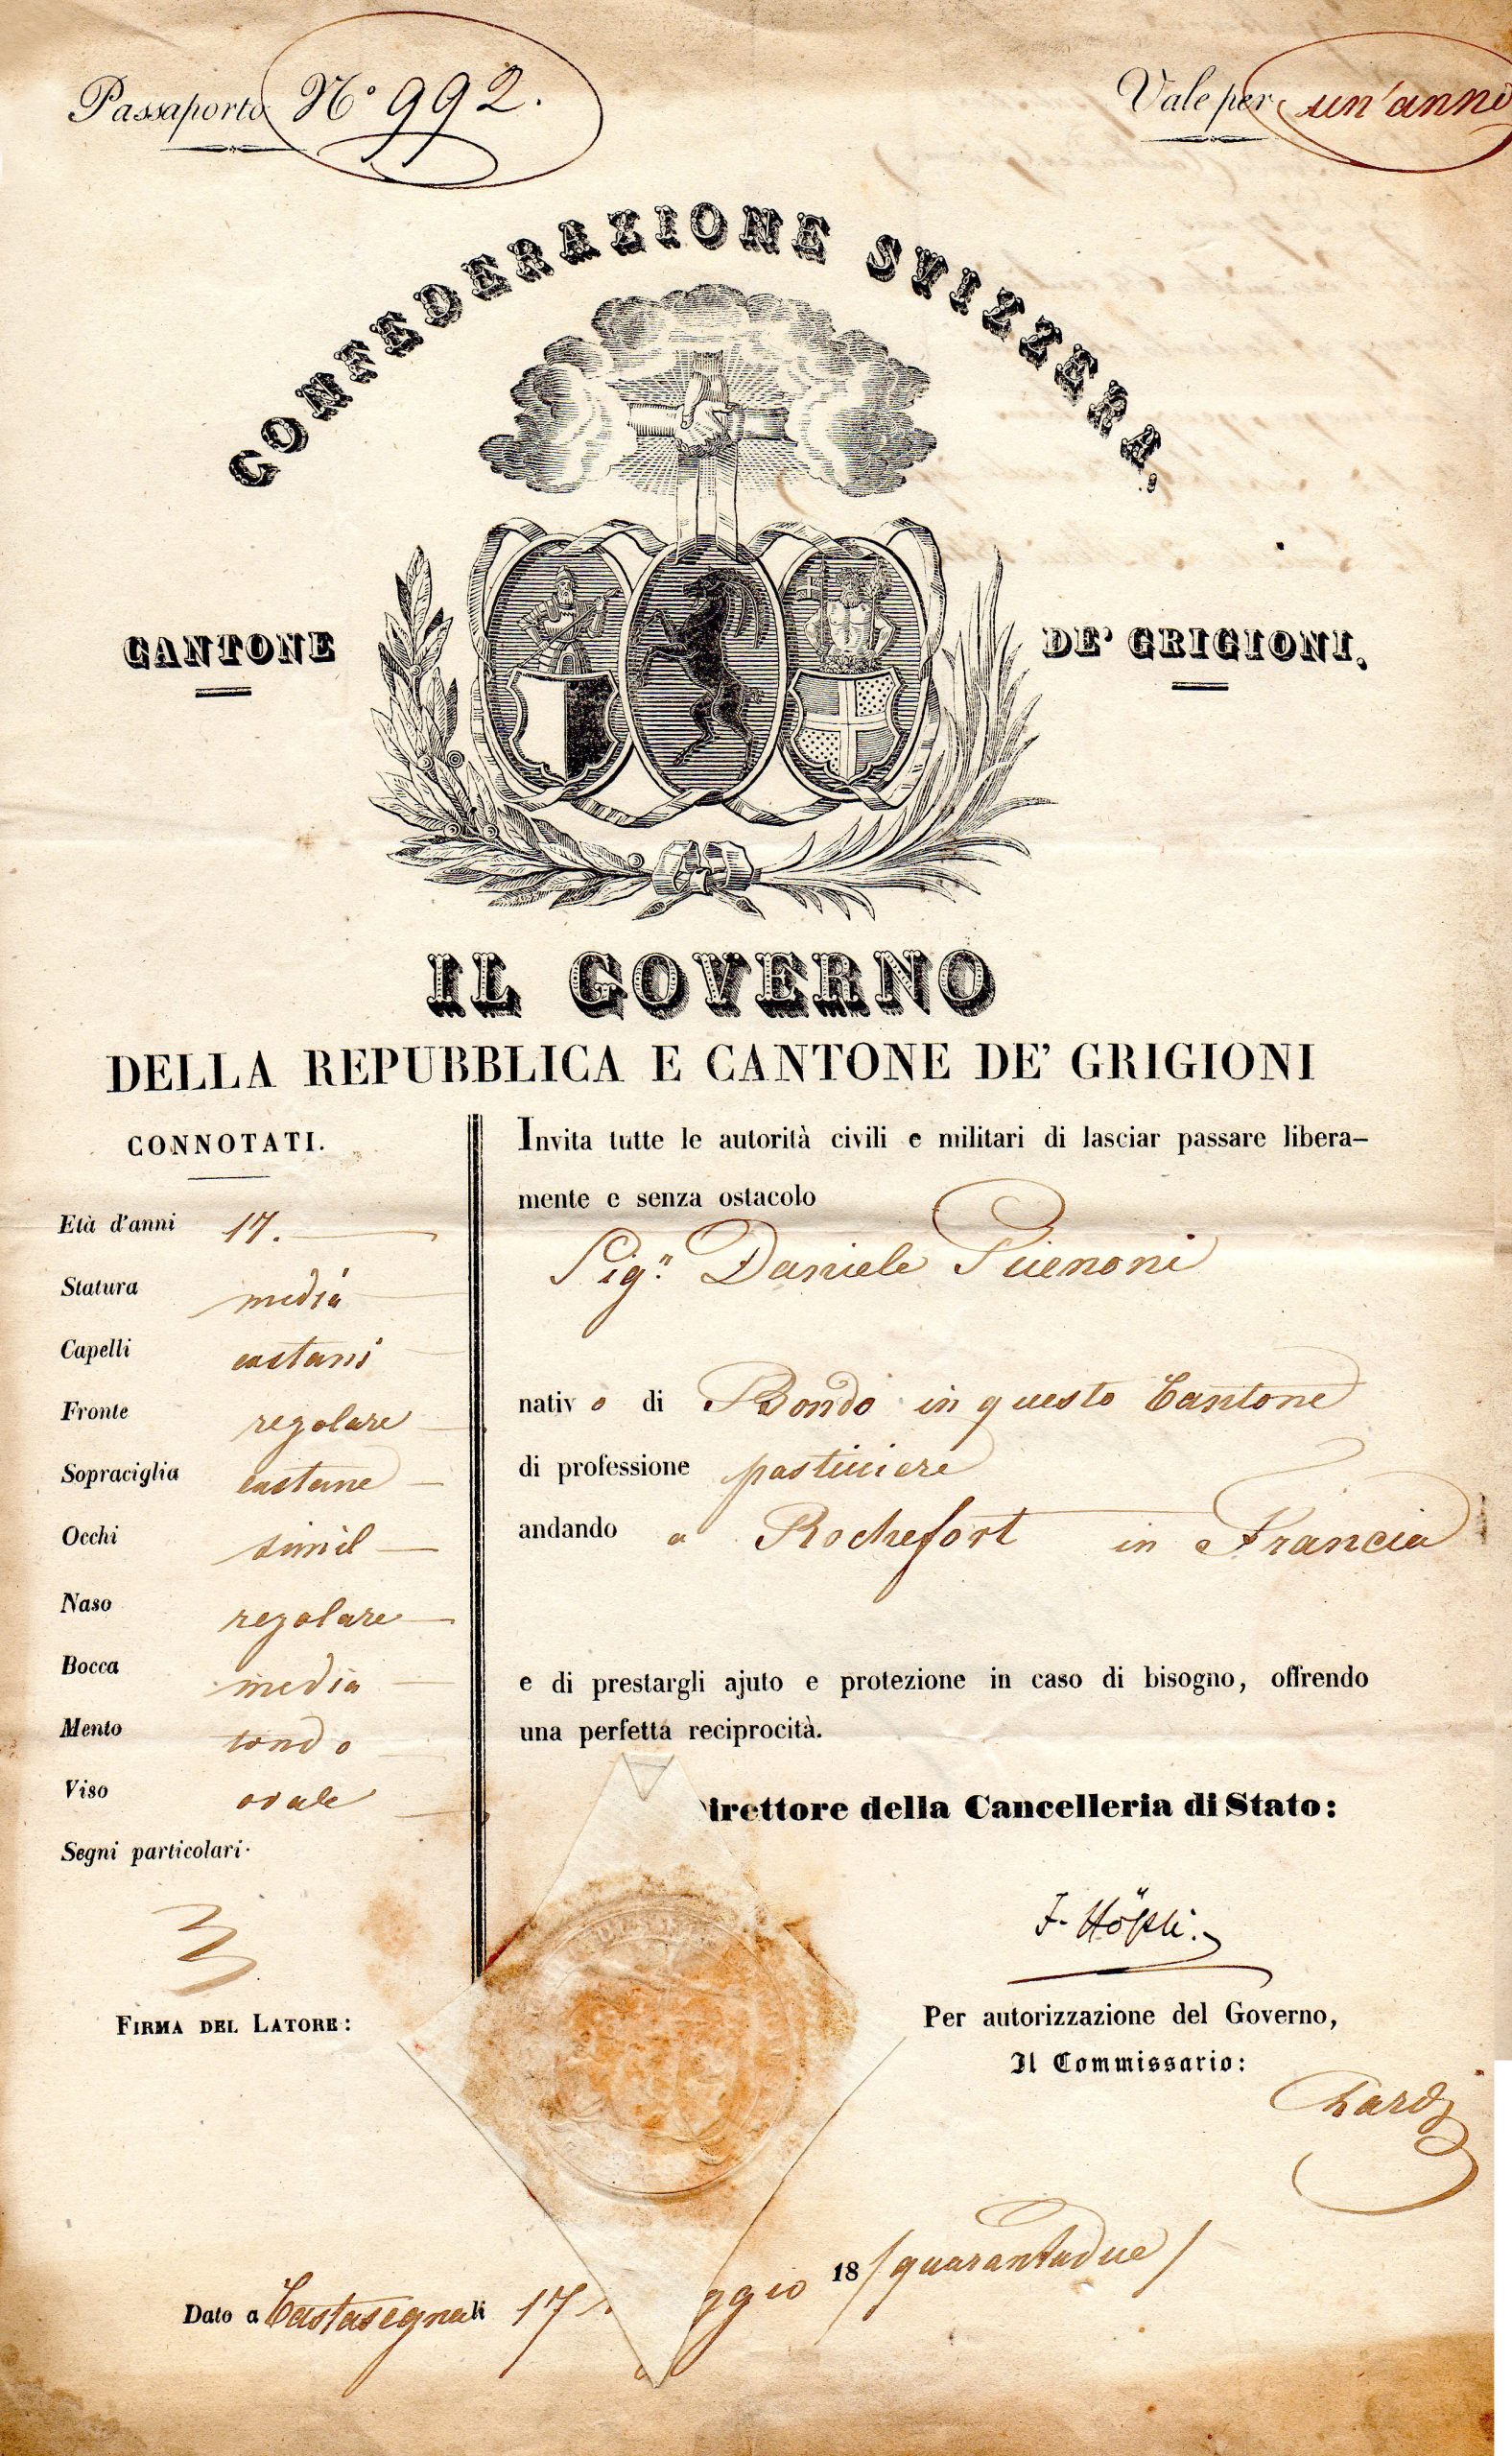 Passaporto N° 992.
Vale per un'anno
CONFEDERAZIONE SVIZZERA,
CANTONE
DE' GRIGIONI.
IL GOVERNO
DELLA REPUBBLICA E CANTONE DE' GRIGIONI
CONNOTATI.
Età d'anni 17.
Statura media
Capelli castani
Fronte regolare
Sopraciglia castane
Occhi simil
Naso regolare
Bocca media
Mento tondo
Viso ovale
Segni particolari.
FIRMA DEL LATORE:
Invita tutte le autorità civili e militari di lasciar passare libera-
mente e senza ostacolo
Sigr. Daniele
nativo di Bondo in questo Cantone
di professione pasticciere
andando a Rochefort in Francia
e di prestargli ajuto e protezione in caso di bisogno, offrendo
una perfetta reciprocità.
irettore della Cancelleria di Stato:
Per autorizzazione del Governo,
Il Commissario:
Dato a Castasegna li 17 ggio 18/quarantadue/